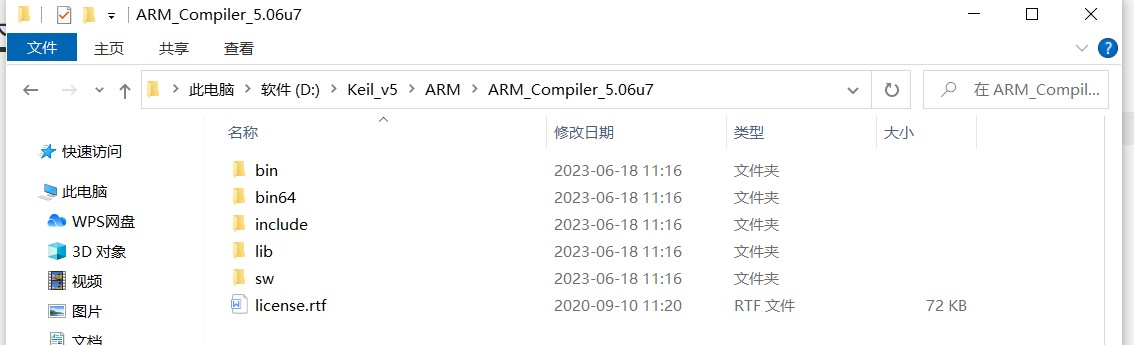 ARM_Compiler_5.06u7
文件 主页 共享 查看
此电脑 软件 (D:) Keil_v5 ARM ARM_Compiler_5.06u7 在 ARM_Compil...
名称 修改日期 类型 大小
快速访问
此电脑
WPS网盘
3D 对象
视频
图片
文档
bin 2023-06-18 11:16 文件夹
bin64 2023-06-18 11:16 文件夹
include 2023-06-18 11:16 文件夹
lib 2023-06-18 11:16 文件夹
sw 2023-06-18 11:16 文件夹
license.rtf 2020-09-10 11:20 RTF 文件 72 KB